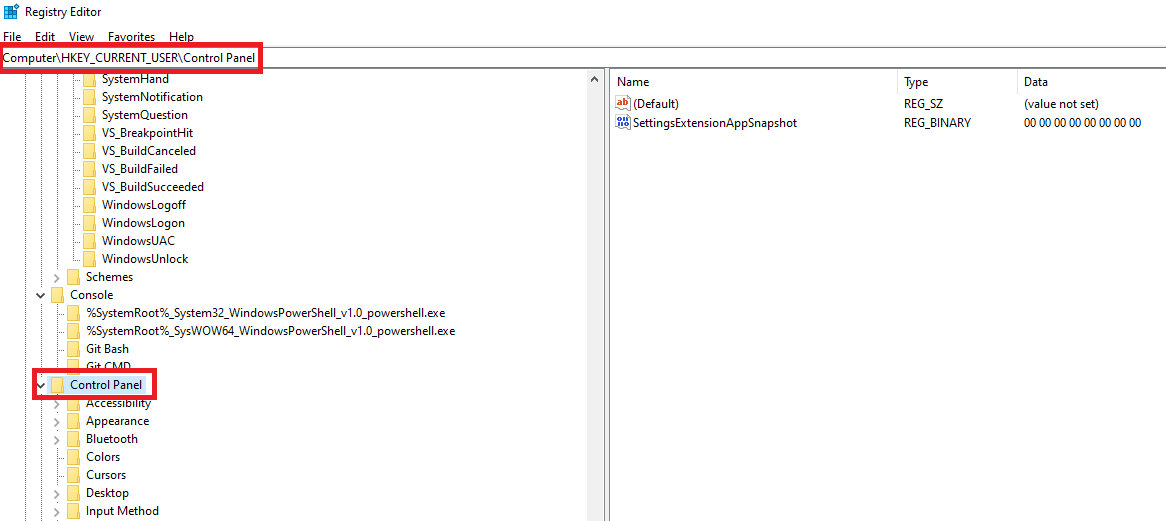 Registry Editor
File Edit View Favorites Help
Computer\HKEY_CURRENT_USER\Control Panel
SystemHand
SystemNotification
SystemQuestion
VS_BreakpointHit
VS_BuildCanceled
VS_BuildFailed
VS_BuildSucceeded
WindowsLogoff
WindowsLogon
WindowsUAC
WindowsUnlock
Schemes
Console
%SystemRoot%_System32_WindowsPowerShell_v1.0_powershell.exe
%SystemRoot%_SysWOW64_WindowsPowerShell_v1.0_powershell.exe
Git Bash
Git CMD
Control Panel
Accessibility
Appearance
Bluetooth
Colors
Cursors
Desktop
Input Method
Name Type Data
(Default) REG_SZ (value not set)
SettingsExtensionAppSnapshot REG_BINARY 00 00 00 00 00 00 00 00